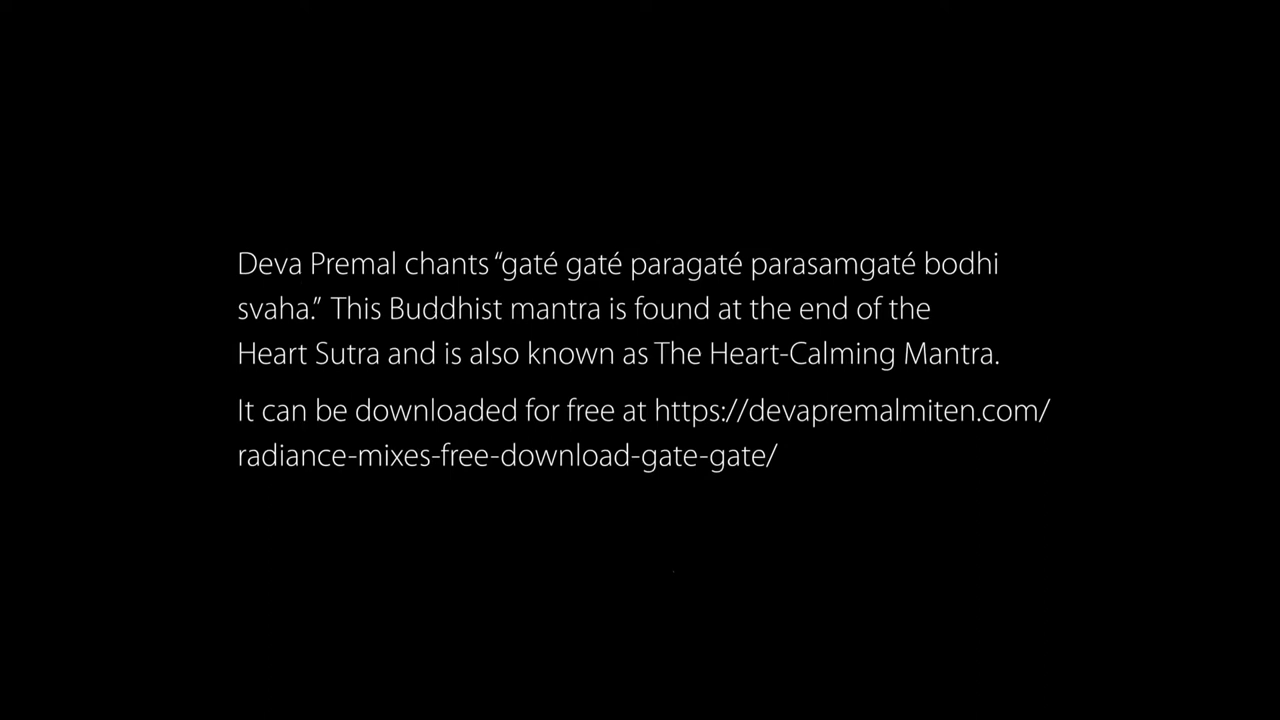 Deva Premal chants “gaté gaté paragaté parasamgaté bodhi
svaha.” This Buddhist mantra is found at the end of the
Heart Sutra and is also known as The Heart-Calming Mantra.
It can be downloaded for free at https://devapremalmiten.com/
radiance-mixes-free-download-gate-gate/